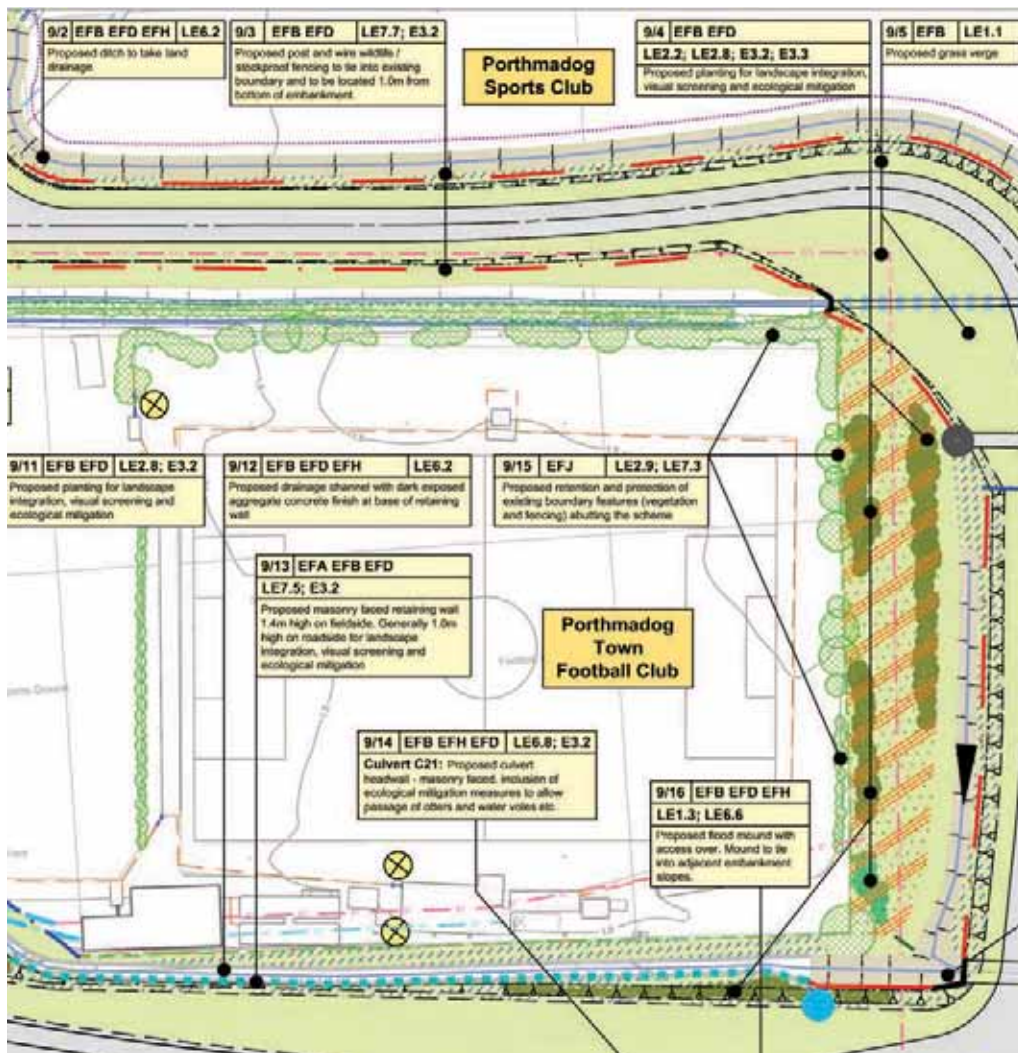 9/2 EFB EFD EFH LE6.2
Proposed ditch to take land
drainage
9/3 EFB EFD LE7.7; E3.2
Proposed post and wire wildlife /
stockproof fencing to tie into existing
boundary and to be located 1.0m from
bottom of embankment.
Porthmadog
Sports Club
9/4 EFB EFD
LE2.2; LE2.8; E3.2; E3.3
Proposed planting for landscape integration,
visual screening and ecological mitigation
9/5 EFB LE1.1
Proposed grass verge
9/11 EFB EFD LE2.8; E3.2
Proposed planting for landscape
integration, visual screening and
ecological mitigation
9/12 EFB EFD EFH LE6.2
Proposed drainage channel with dark exposed
aggregate concrete finish at base of retaining
wall
9/15 EFJ LE2.9; LE7.3
Proposed retention and protection of
existing boundary features (vegetation
and fencing) abutting the scheme
9/13 EFA EFB EFD
LE7.5; E3.2
Proposed masonry faced retaining wall
1.4m high on fieldside. Generally 1.0m
high on roadside for landscape
integration, visual screening and
ecological mitigation
Porthmadog
Town
Football Club
9/14 EFB EFH EFD LE6.8; E3.2
Culvert C21: Proposed culvert
headwall - masonry faced, inclusion of
ecological mitigation measures to allow
passage of otters and water voles etc.
9/16 EFB EFD EFH
LE1.3; LE6.6
Proposed flood mound with
access over. Mound to tie
into adjacent embankment
slopes.